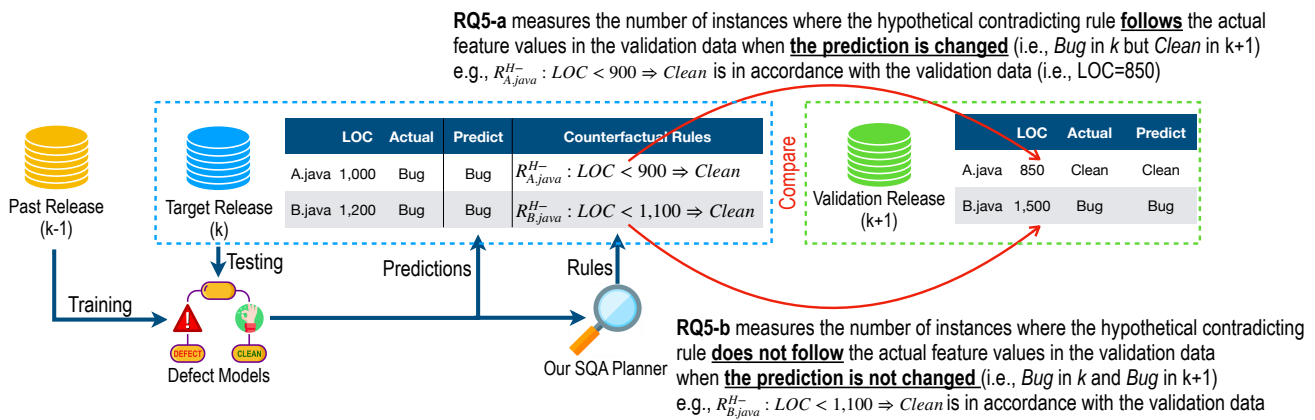 RQ5-a measures the number of instances where the hypothetical contradicting rule follows the actual
feature values in the validation data when the prediction is changed (i.e., Bug in k but Clean in k+1)
e.g., R^{H−}_{A.java} : LOC < 900 ⇒ Clean is in accordance with the validation data (i.e., LOC=850)
LOC Actual Predict Counterfactual Rules
A.java 1,000 Bug Bug R^{H−}_{A.java} : LOC < 900 ⇒ Clean
B.java 1,200 Bug Bug R^{H−}_{B.java} : LOC < 1,100 ⇒ Clean
Compare
LOC Actual Predict
A.java 850 Clean Clean
B.java 1,500 Bug Bug
Past Release
(k-1)
Target Release
(k)
Validation Release
(k+1)
Testing
Predictions
Rules
Training
DEFECT
CLEAN
Defect Models
Our SQA Planner
RQ5-b measures the number of instances where the hypothetical contradicting
rule does not follow the actual feature values in the validation data
when the prediction is not changed (i.e., Bug in k and Bug in k+1)
e.g., R^{H−}_{B.java} : LOC < 1,100 ⇒ Clean is in accordance with the validation data